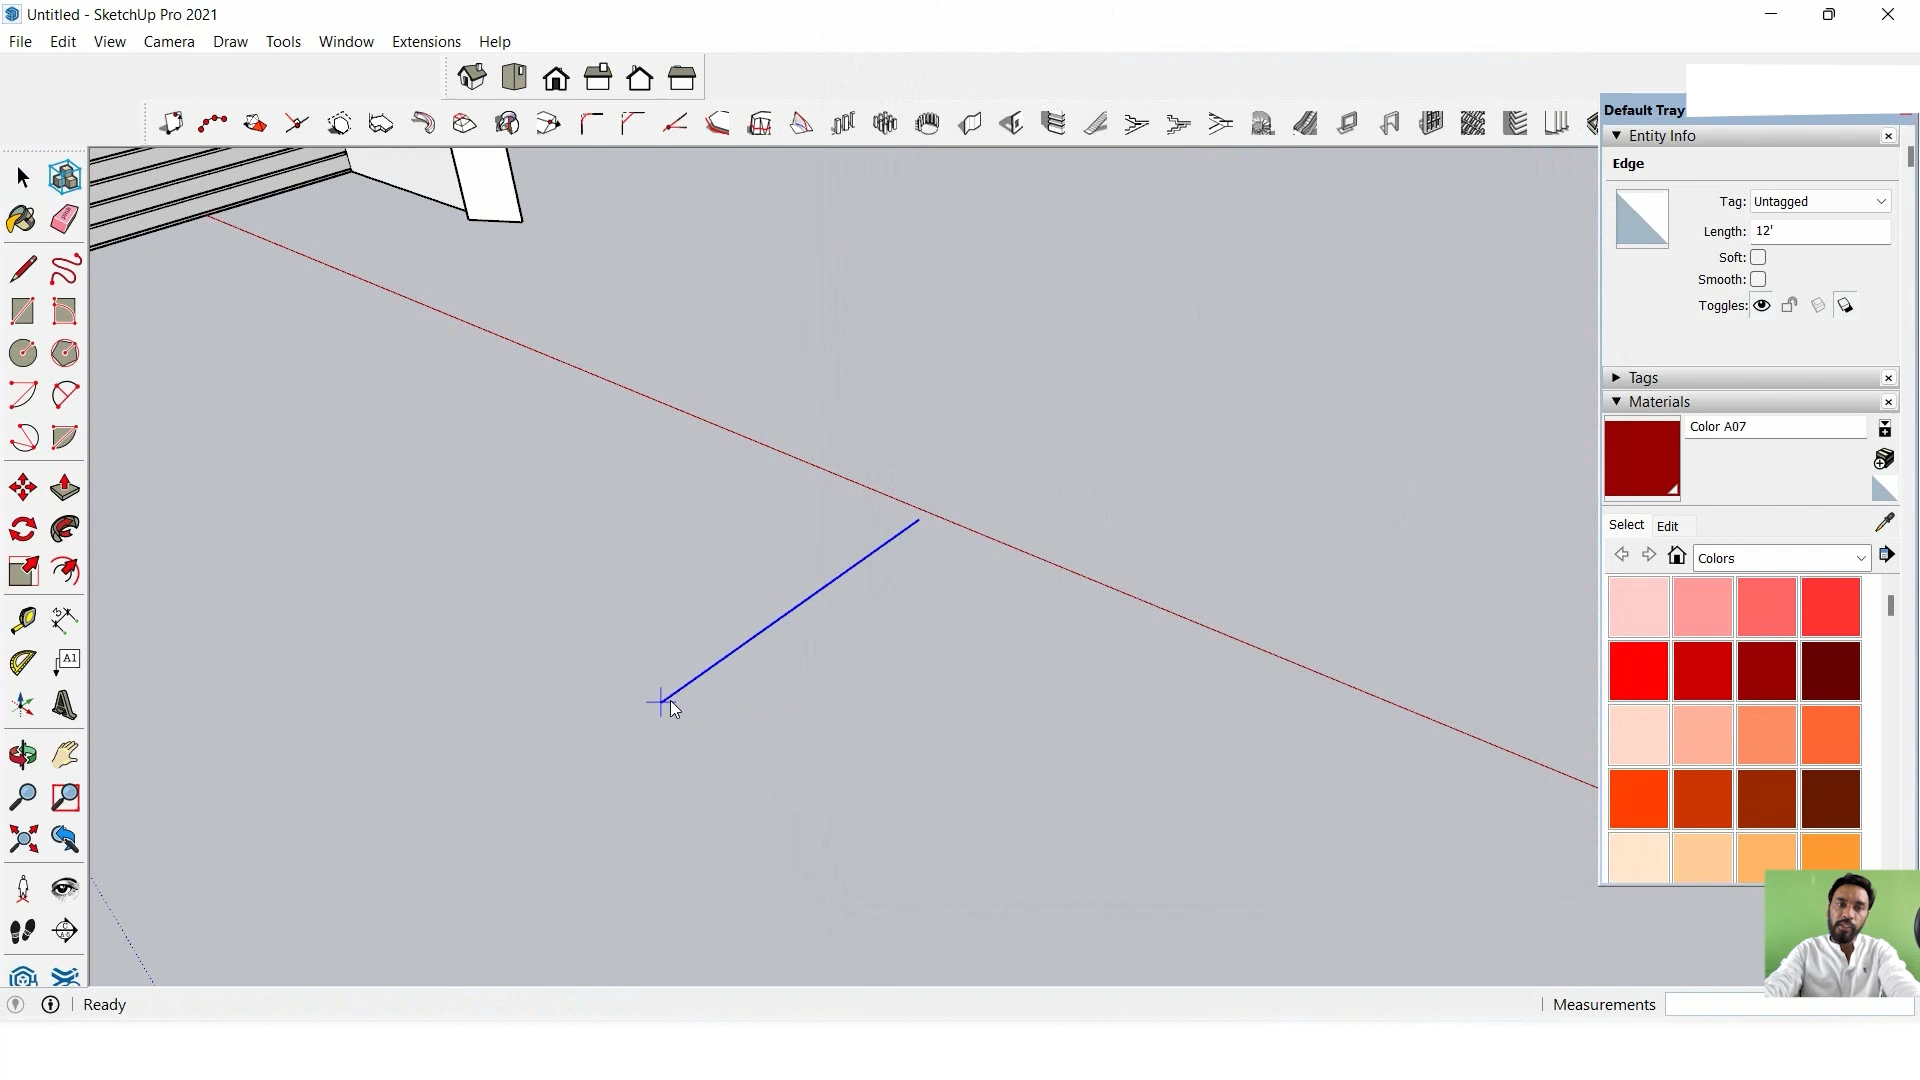 Untitled - SketchUp Pro 2021
File Edit View Camera Draw Tools Window Extensions Help
Default Tray
Entity Info
Edge
Tag: Untagged
Length: 12'
Soft:
Smooth:
Toggles:
Tags
Materials
Color A07
Select Edit
Colors
A1
Ready
Measurements